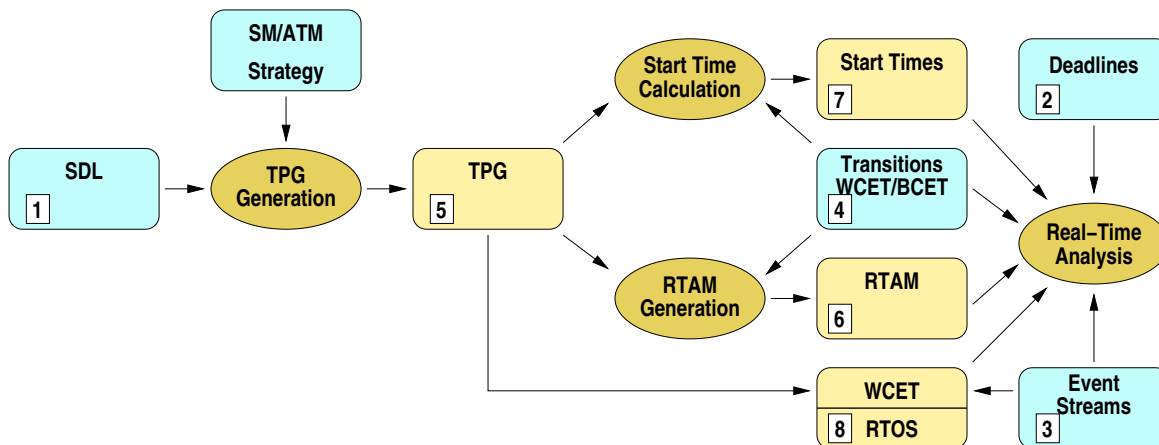 SM/ATM
Strategy
SDL
1
TPG
Generation
TPG
5
Start Time
Calculation
Start Times
7
Deadlines
2
Transitions
WCET/BCET
4
Real-Time
Analysis
RTAM
Generation
RTAM
6
WCET
8
RTOS
Event
Streams
3